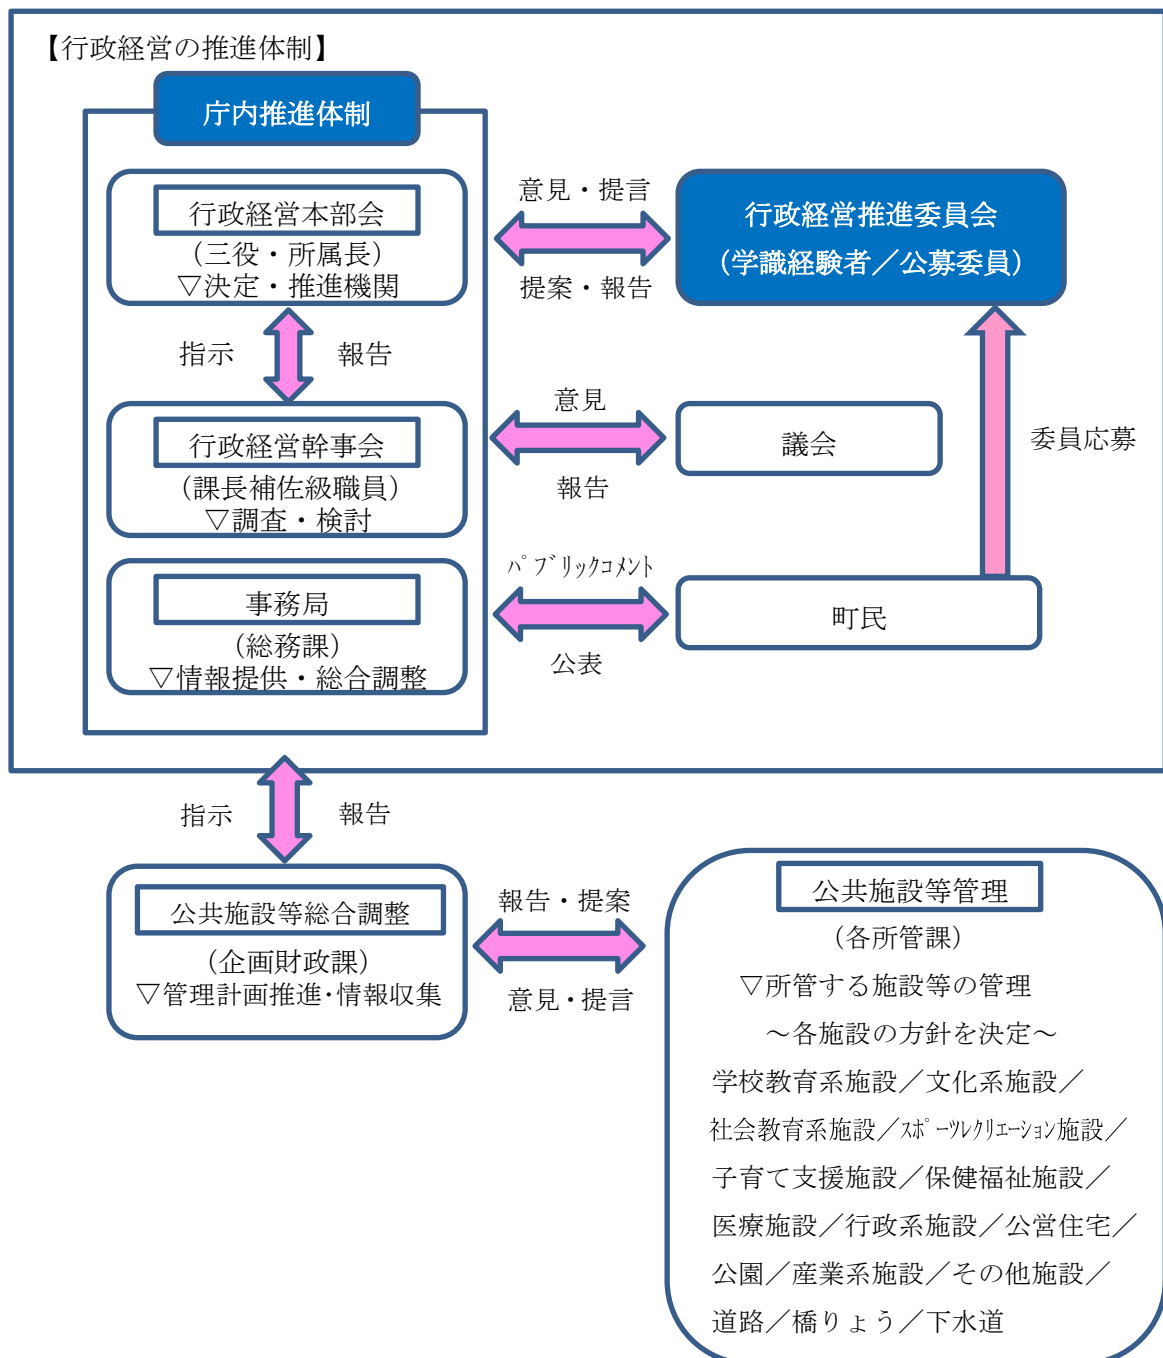 【行政経営の推進体制】
庁内推進体制
行政経営本部会
(三役・所属長)
▽決定・推進機関
意見・提言
提案・報告
行政経営推進委員会
(学識経験者／公募委員)
指示
報告
行政経営幹事会
(課長補佐級職員)
▽調査・検討
意見
報告
議会
委員応募
事務局
(総務課)
▽情報提供・総合調整
ﾊﾟﾌﾞﾘｯｸｺﾒﾝﾄ
公表
町民
指示
報告
公共施設等総合調整
(企画財政課)
▽管理計画推進・情報収集
報告・提案
意見・提言
公共施設等管理
(各所管課)
▽所管する施設等の管理
～各施設の方針を決定～
学校教育系施設／文化系施設／
社会教育系施設／ｽﾎﾟｰﾂﾚｸﾘｴｰｼｮﾝ施設／
子育て支援施設／保健福祉施設／
医療施設／行政系施設／公営住宅／
公園／産業系施設／その他施設／
道路／橋りょう／下水道